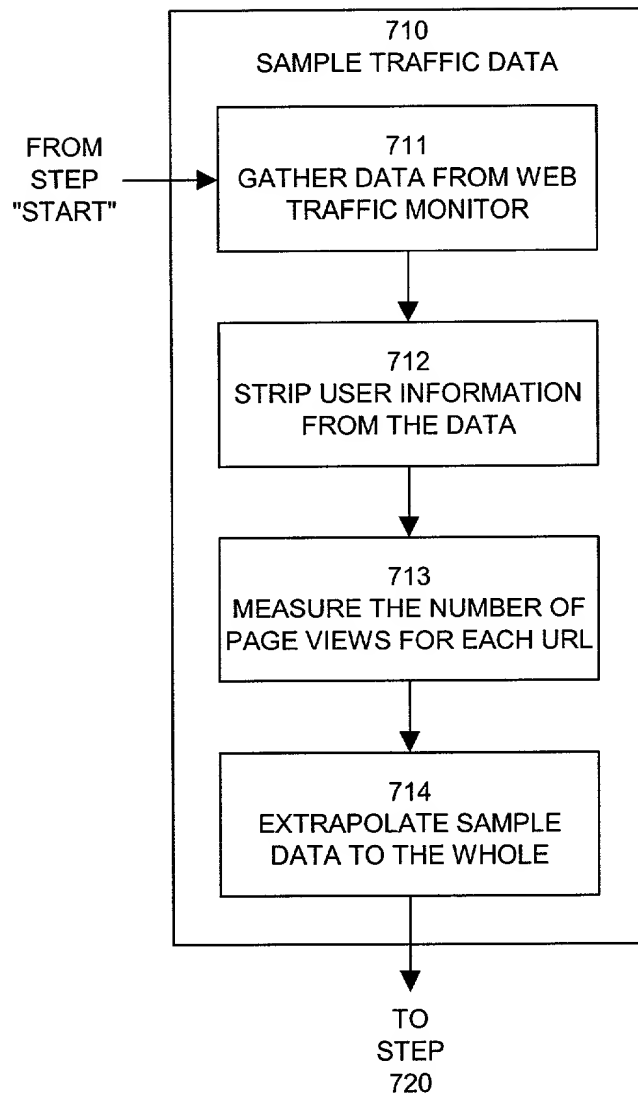 710
SAMPLE TRAFFIC DATA
FROM
STEP
"START"
711
GATHER DATA FROM WEB
TRAFFIC MONITOR
712
STRIP USER INFORMATION
FROM THE DATA
713
MEASURE THE NUMBER OF
PAGE VIEWS FOR EACH URL
714
EXTRAPOLATE SAMPLE
DATA TO THE WHOLE
TO
STEP
720